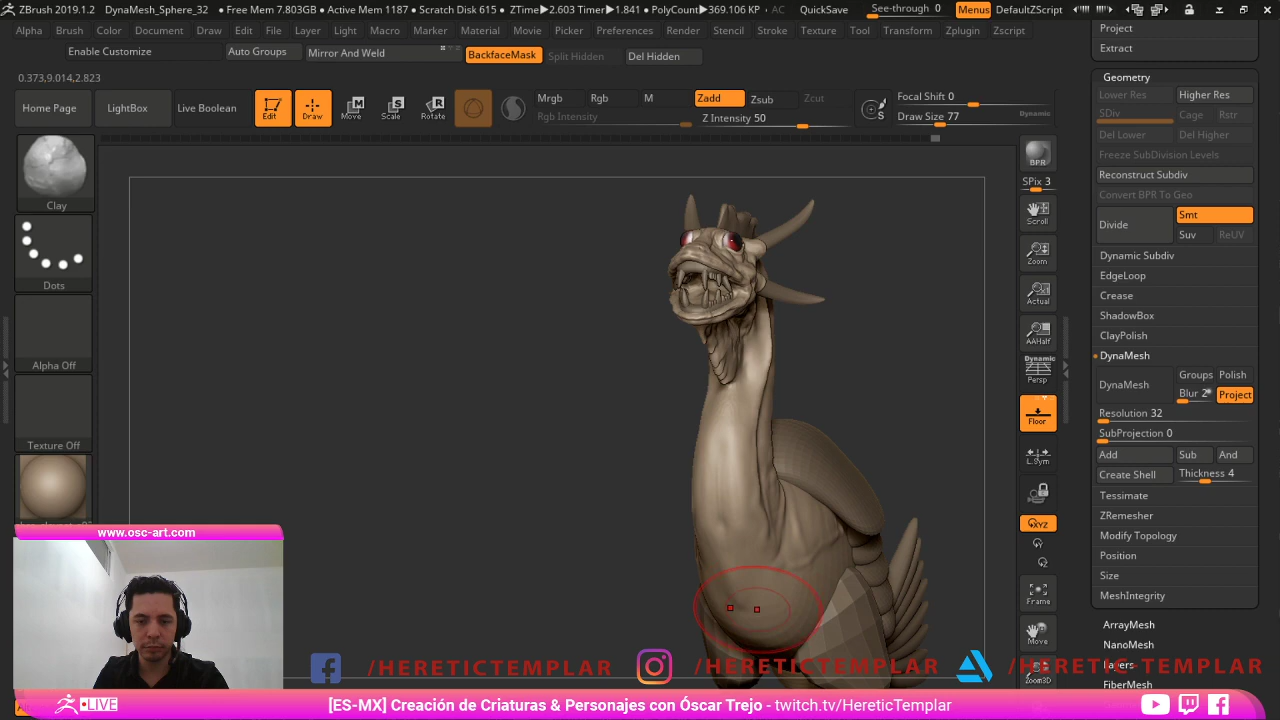 ZBrush 2019.1.2 DynaMesh_Sphere_32 • Free Mem 7.803GB • Active Mem 1187 • Scratch Disk 615 • ZTime▶2.603 Timer▶1.841 • PolyCount▶369.106 KP AC QuickSave See-through 0 Menus DefaultZScript
Alpha Brush Color Document Draw Edit File Layer Light Macro Marker Material Movie Picker Preferences Render Stencil Stroke Texture Tool Transform Zplugin Zscript
Enable Customize Auto Groups Mirror And Weld BackfaceMask Split Hidden Del Hidden
0.373,9.014,2.823
Home Page LightBox Live Boolean Edit Draw Move Scale Rotate
Mrgb Rgb M Zadd Zsub Zcut
Rgb Intensity Z Intensity 50
Focal Shift 0
Draw Size 77 Dynamic
Clay
Dots
Alpha Off
Texture Off
BPR
SPix 3
Scroll
Zoom
Actual
AAHalf
Dynamic
Persp
Floor
L.Sym
XYZ
Frame
Move
Zoom3D
Project
Extract
Geometry
Lower Res Higher Res
SDiv Cage Rstr
Del Lower Del Higher
Freeze SubDivision Levels
Reconstruct Subdiv
Convert BPR To Geo
Divide Smt
Suv ReUV
Dynamic Subdiv
EdgeLoop
Crease
ShadowBox
ClayPolish
DynaMesh
DynaMesh Groups Polish
Blur 2 Project
Resolution 32
SubProjection 0
Add Sub And
Create Shell Thickness 4
Tessimate
ZRemesher
Modify Topology
Position
Size
MeshIntegrity
ArrayMesh
NanoMesh
Layers
FiberMesh
www.osc-art.com
/HERETICTEMPLAR /HERETICTEMPLAR /HERETIC-TEMPLAR
LIVE [ES-MX] Creación de Criaturas & Personajes con Óscar Trejo - twitch.tv/HereticTemplar